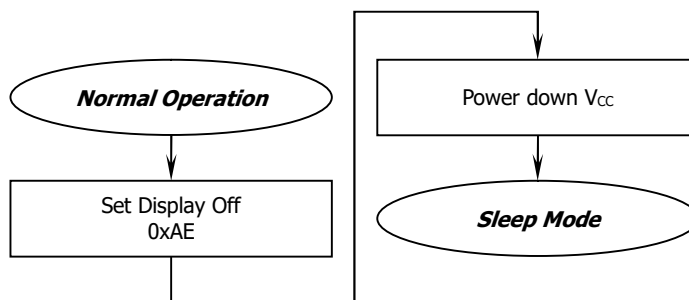 Normal Operation
Set Display Off
0xAE
Power down VCC
Sleep Mode